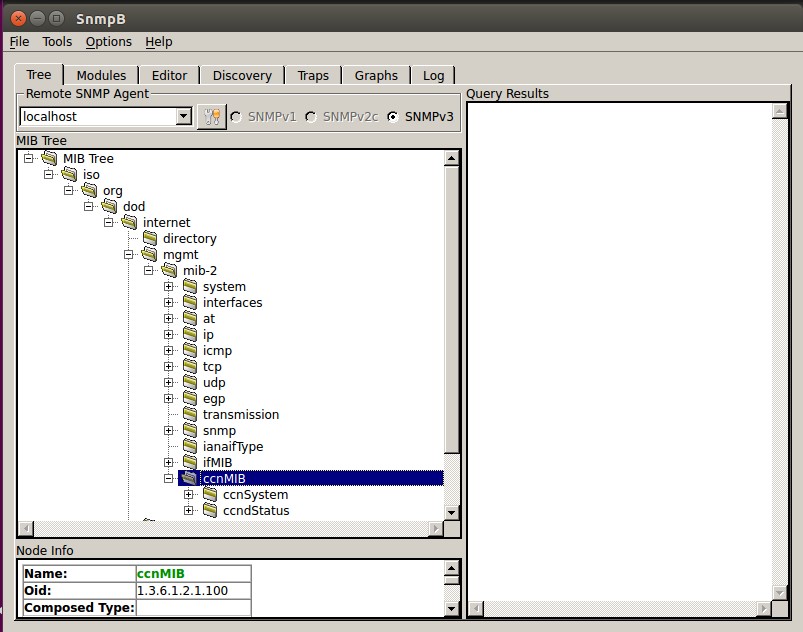 SnmpB
File Tools Options Help
Tree Modules Editor Discovery Traps Graphs Log
Remote SNMP Agent
localhost SNMPv1 SNMPv2c SNMPv3
MIB Tree
MIB Tree
iso
org
dod
internet
directory
mgmt
mib-2
system
interfaces
at
ip
icmp
tcp
udp
egp
transmission
snmp
ianaifType
ifMIB
ccnMIB
ccnSystem
ccndStatus
Node Info
Name: ccnMIB
Oid: 1.3.6.1.2.1.100
Composed Type:
Query Results